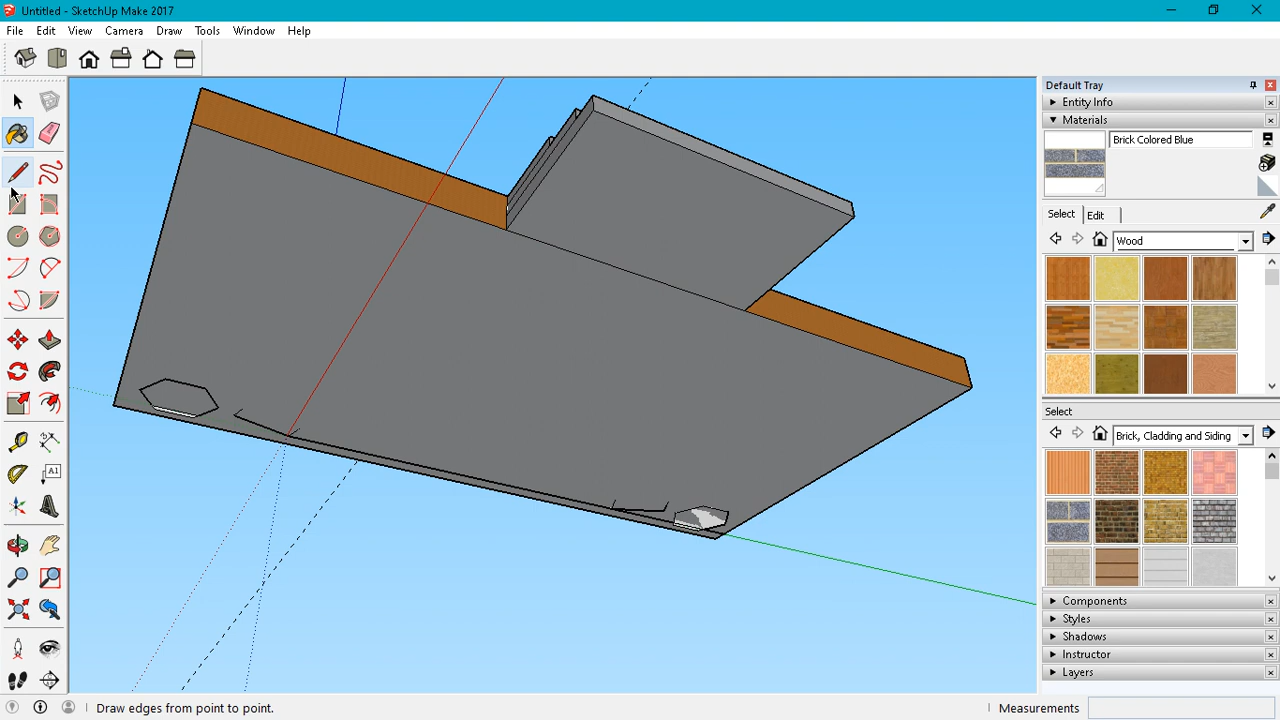 Untitled - SketchUp Make 2017
File Edit View Camera Draw Tools Window Help
Default Tray
Entity Info
Materials
Brick Colored Blue
Select Edit
Wood
Select
Brick, Cladding and Siding
Components
Styles
Shadows
Instructor
Layers
A1
Draw edges from point to point.
Measurements